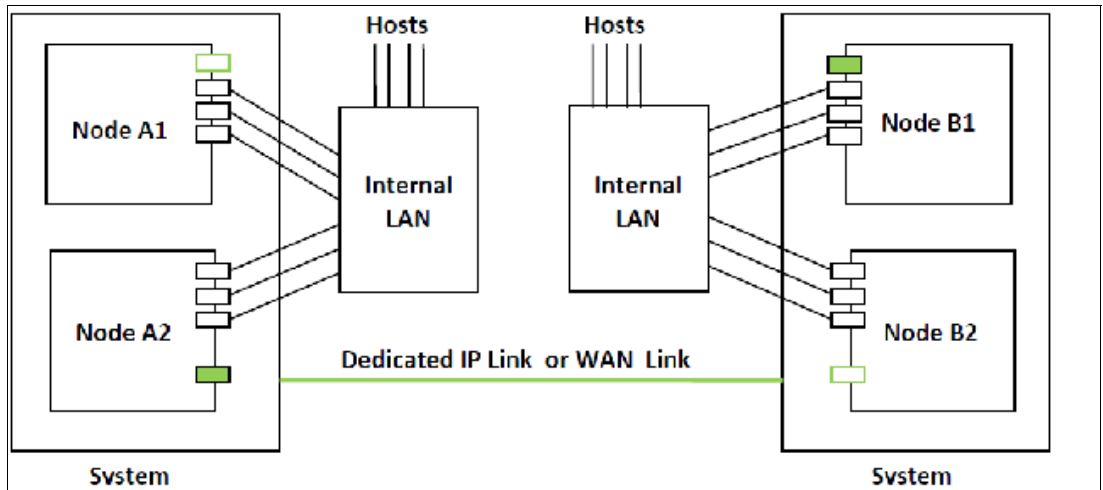 Hosts
Hosts
Node A1
Internal
LAN
Internal
LAN
Node B1
Node A2
Dedicated IP Link or WAN Link
Node B2
System
System